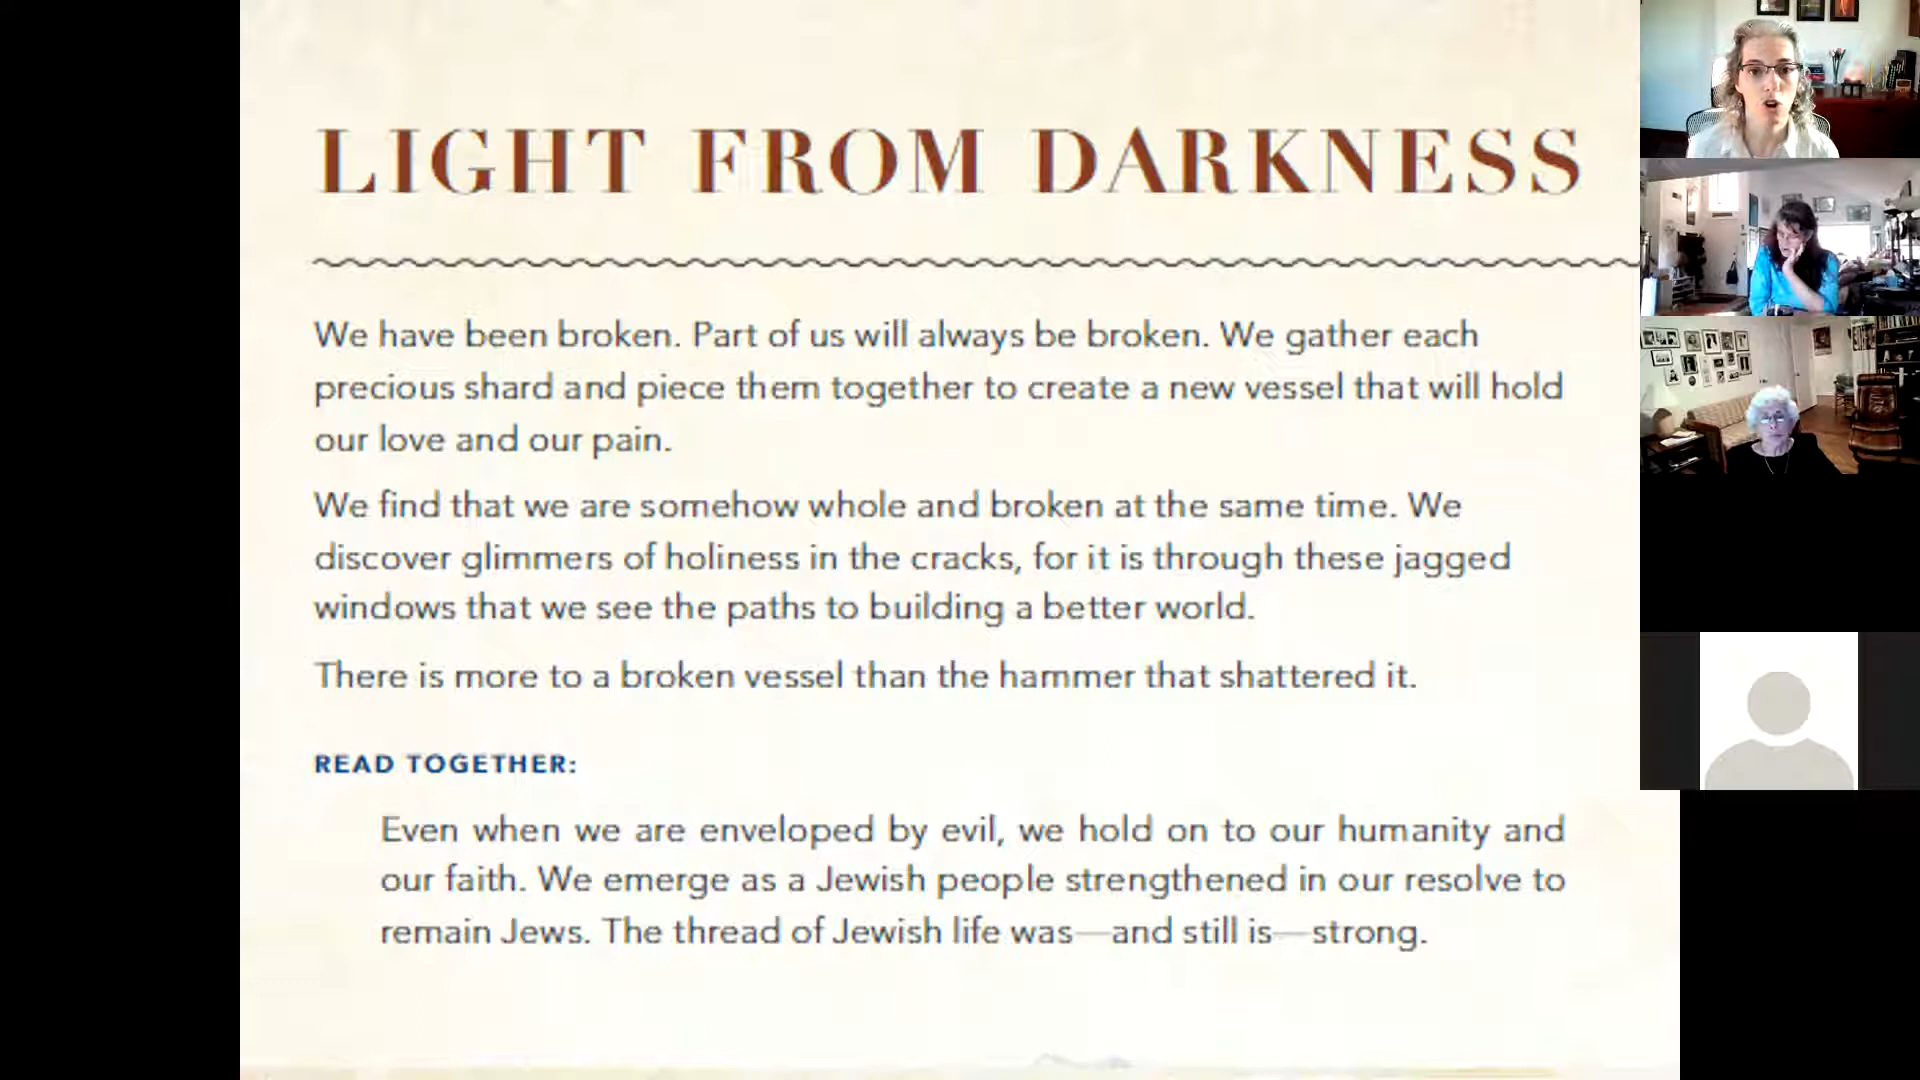 LIGHT FROM DARKNESS
We have been broken. Part of us will always be broken. We gather each
precious shard and piece them together to create a new vessel that will hold
our love and our pain.
We find that we are somehow whole and broken at the same time. We
discover glimmers of holiness in the cracks, for it is through these jagged
windows that we see the paths to building a better world.
There is more to a broken vessel than the hammer that shattered it.
READ TOGETHER:
Even when we are enveloped by evil, we hold on to our humanity and
our faith. We emerge as a Jewish people strengthened in our resolve to
remain Jews. The thread of Jewish life was—and still is—strong.